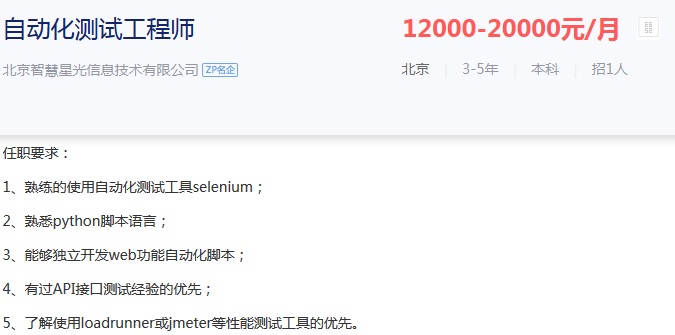 自动化测试工程师
12000-20000元/月
北京智慧星光信息技术有限公司 ZP名企
北京 3-5年 本科 招1人
任职要求：
1、熟练的使用自动化测试工具selenium；
2、熟悉python脚本语言；
3、能够独立开发web功能自动化脚本；
4、有过API接口测试经验的优先；
5、了解使用loadrunner或jmeter等性能测试工具的优先。